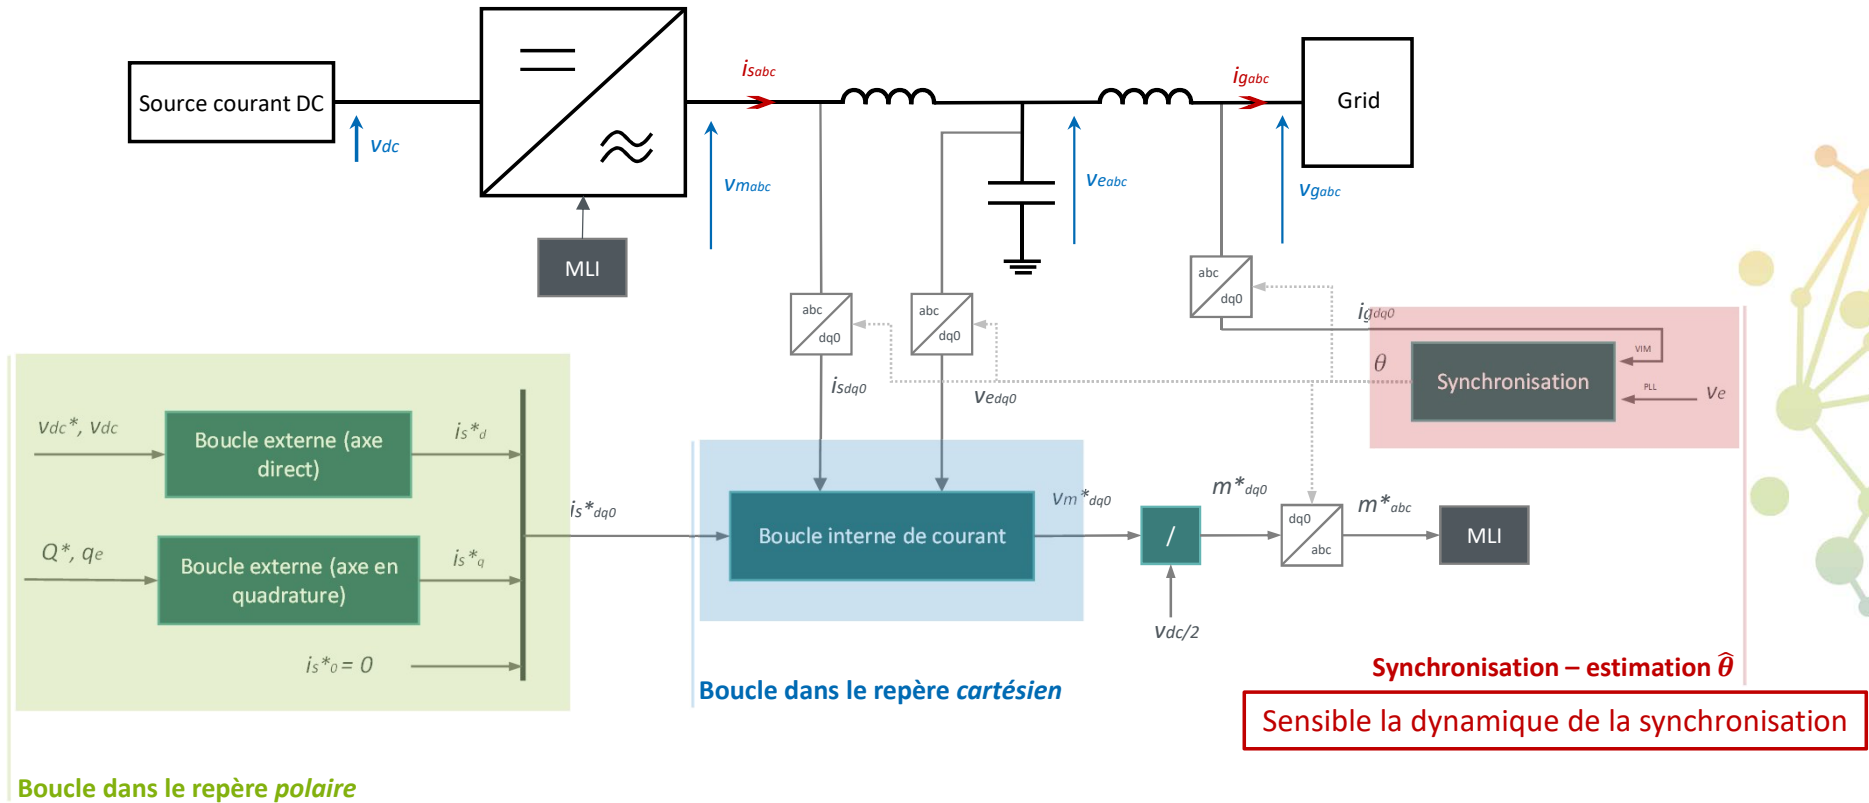 isabc
igabc
Source courant DC
Grid
vdc
vmabc
veabc
vgabc
MLI
abc
dq0
abc
dq0
abc
dq0
igdq0
VIM
θ
Synchronisation
PLL
ve
isdq0
vedq0
vdc*, vdc
Boucle externe (axe
direct)
is*d
is*dq0
Boucle interne de courant
vm*dq0
/
m*dq0
dq0
abc
m*abc
MLI
Q*, qe
Boucle externe (axe en
quadrature)
is*q
vdc/2
is*0 = 0
Synchronisation – estimation θ̂
Boucle dans le repère cartésien
Sensible la dynamique de la synchronisation
Boucle dans le repère polaire